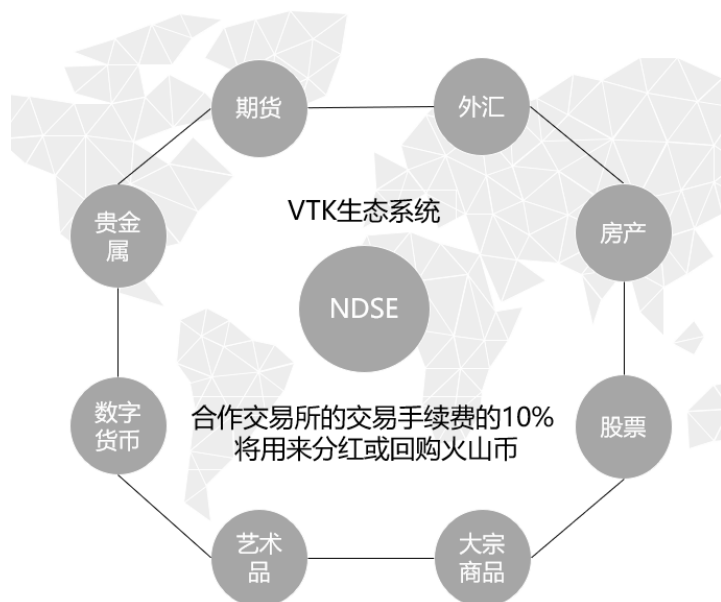 期货
外汇
VTK生态系统
贵金
属
房产
NDSE
数字
货币
合作交易所的交易手续费的10%
将用来分红或回购火山币
股票
艺术
品
大宗
商品